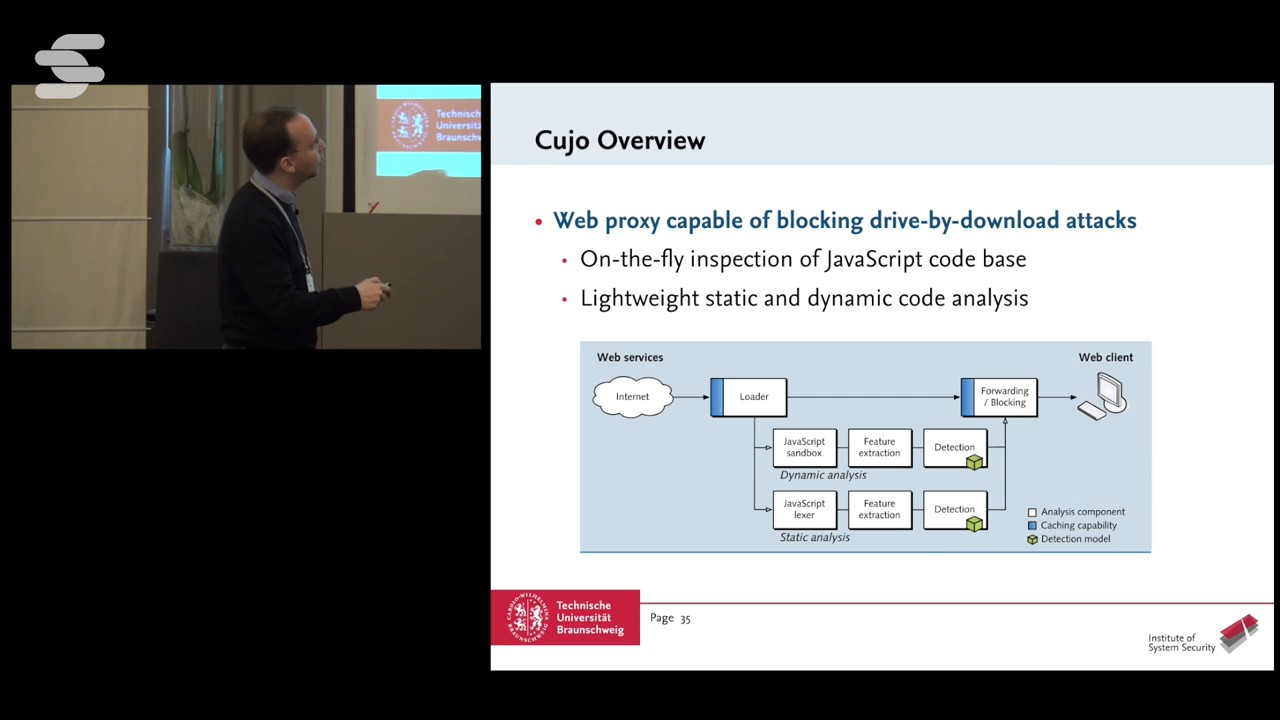 Technische
Universität
Braunschweig
Cujo Overview
• Web proxy capable of blocking drive-by-download attacks
• On-the-fly inspection of JavaScript code base
• Lightweight static and dynamic code analysis
Web services
Web client
Internet
Loader
Forwarding
/ Blocking
JavaScript
sandbox
Feature
extraction
Detection
Dynamic analysis
JavaScript
lexer
Feature
extraction
Detection
Static analysis
Analysis component
Caching capability
Detection model
Technische
Universität
Braunschweig
Page 35
Institute of
System Security